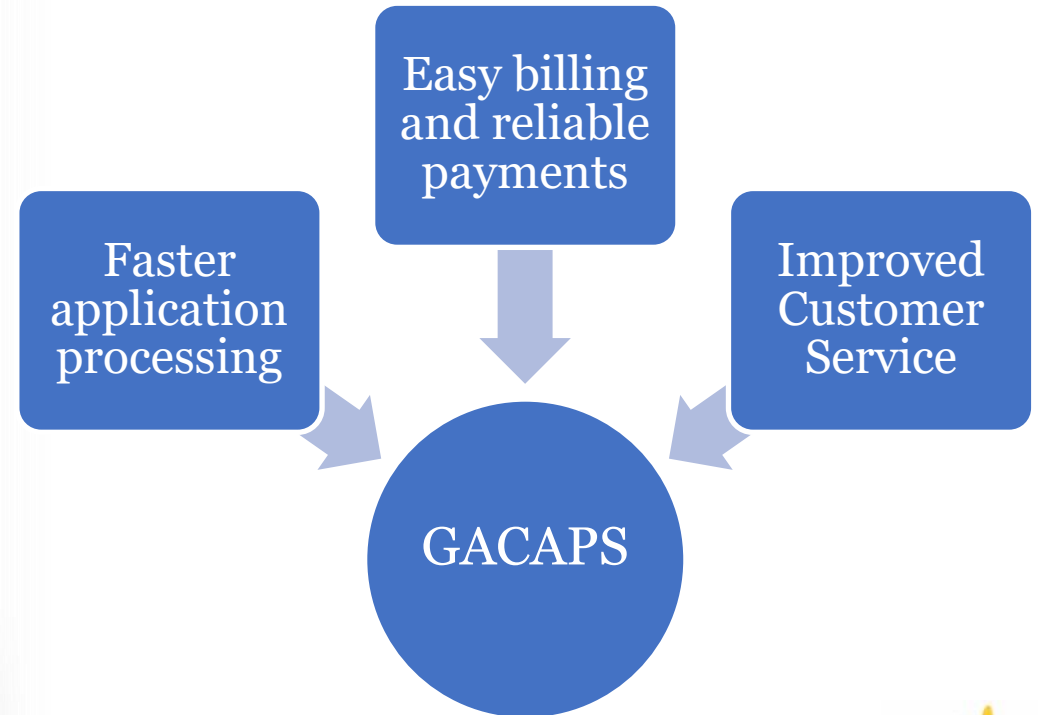 Easy billing
and reliable
payments
Faster
application
processing
Improved
Customer
Service
GACAPS